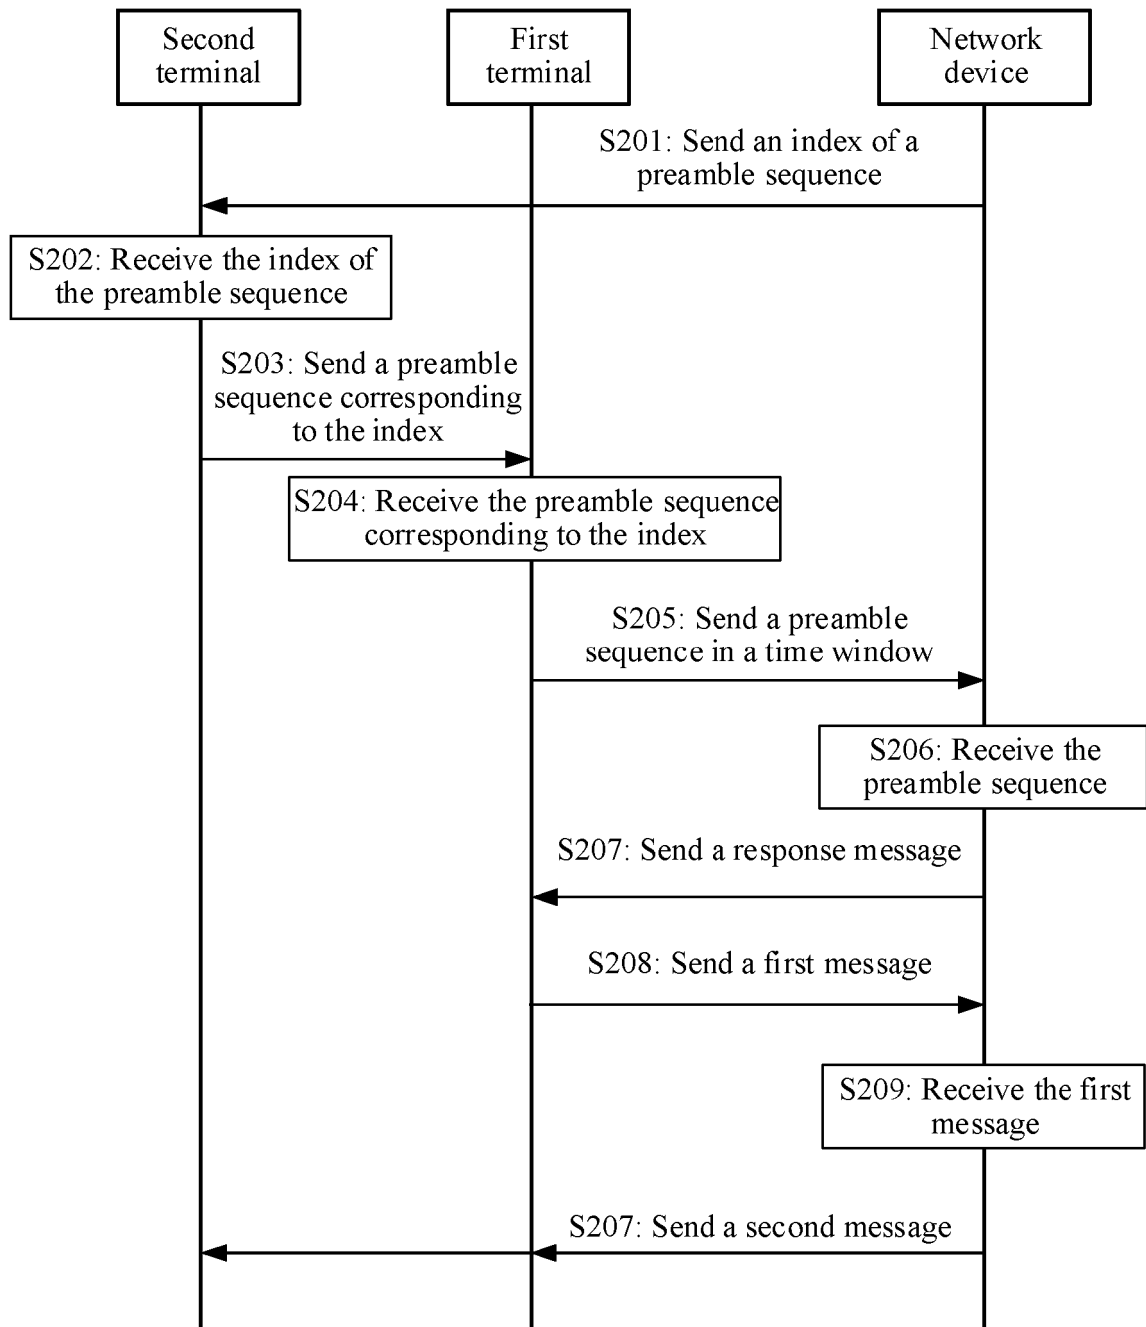 Second
terminal
First
terminal
Network
device
S201: Send an index of a
preamble sequence
S202: Receive the index of
the preamble sequence
S203: Send a preamble
sequence corresponding
to the index
S204: Receive the preamble sequence
corresponding to the index
S205: Send a preamble
sequence in a time window
S206: Receive the
preamble sequence
S207: Send a response message
S208: Send a first message
S209: Receive the first
message
S207: Send a second message